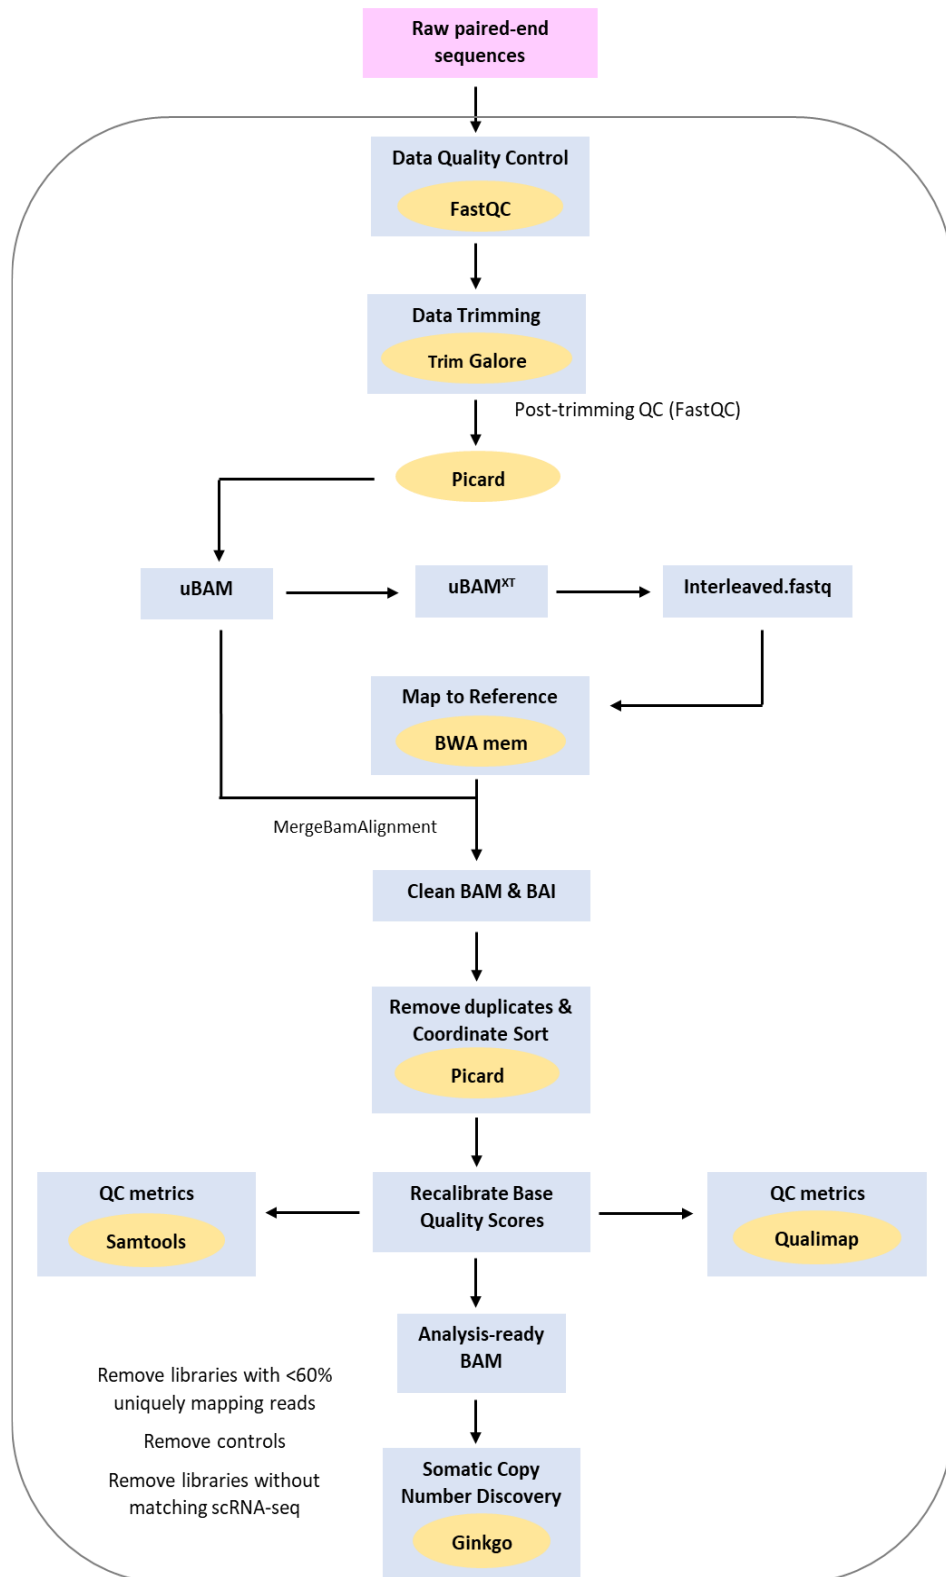 Raw paired-end
sequences
Data Quality Control
FastQC
Data Trimming
Trim Galore
Post-trimming QC (FastQC)
Picard
uBAM
uBAMXT
Interleaved.fastq
Map to Reference
BWA mem
MergeBamAlignment
Clean BAM & BAI
Remove duplicates &
Coordinate Sort
Picard
QC metrics
Samtools
Recalibrate Base
Quality Scores
QC metrics
Qualimap
Analysis-ready
BAM
Remove libraries with <60%
uniquely mapping reads
Remove controls
Remove libraries without
matching scRNA-seq
Somatic Copy
Number Discovery
Ginkgo